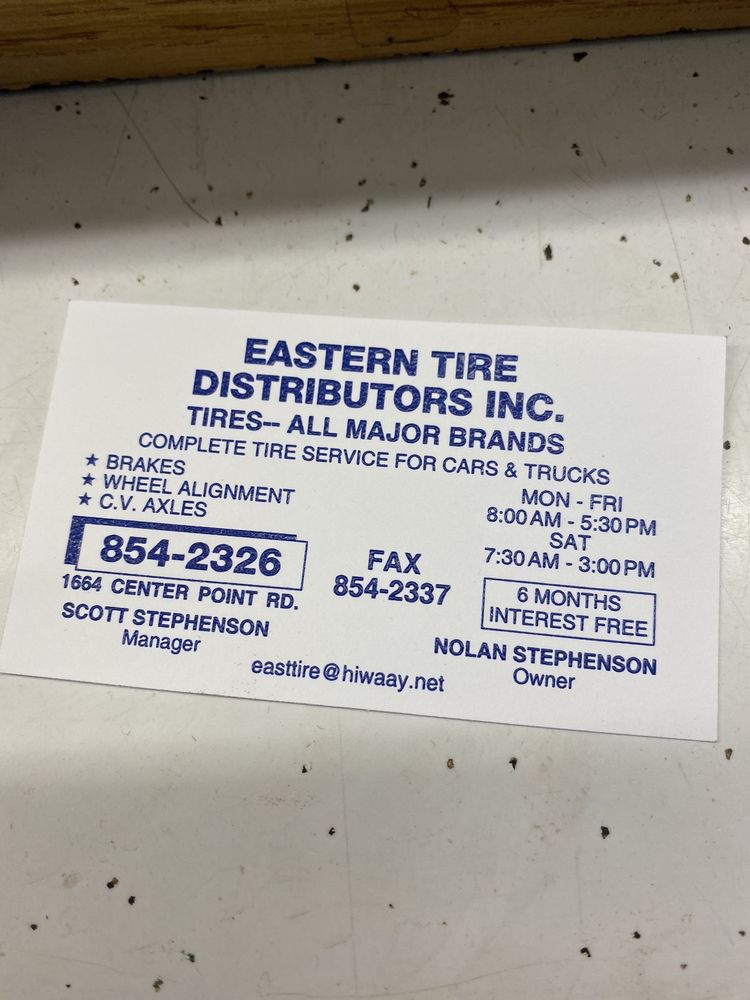 EASTERN TIRE
DISTRIBUTORS INC.
TIRES-- ALL MAJOR BRANDS
COMPLETE TIRE SERVICE FOR CARS & TRUCKS
★ BRAKES
★ WHEEL ALIGNMENT
★ C.V. AXLES
MON - FRI
8:00 AM - 5:30 PM
SAT
7:30 AM - 3:00 PM
854-2326
FAX
854-2337
6 MONTHS
INTEREST FREE
1664 CENTER POINT RD.
SCOTT STEPHENSON
Manager
easttire@hiwaay.net
NOLAN STEPHENSON
Owner